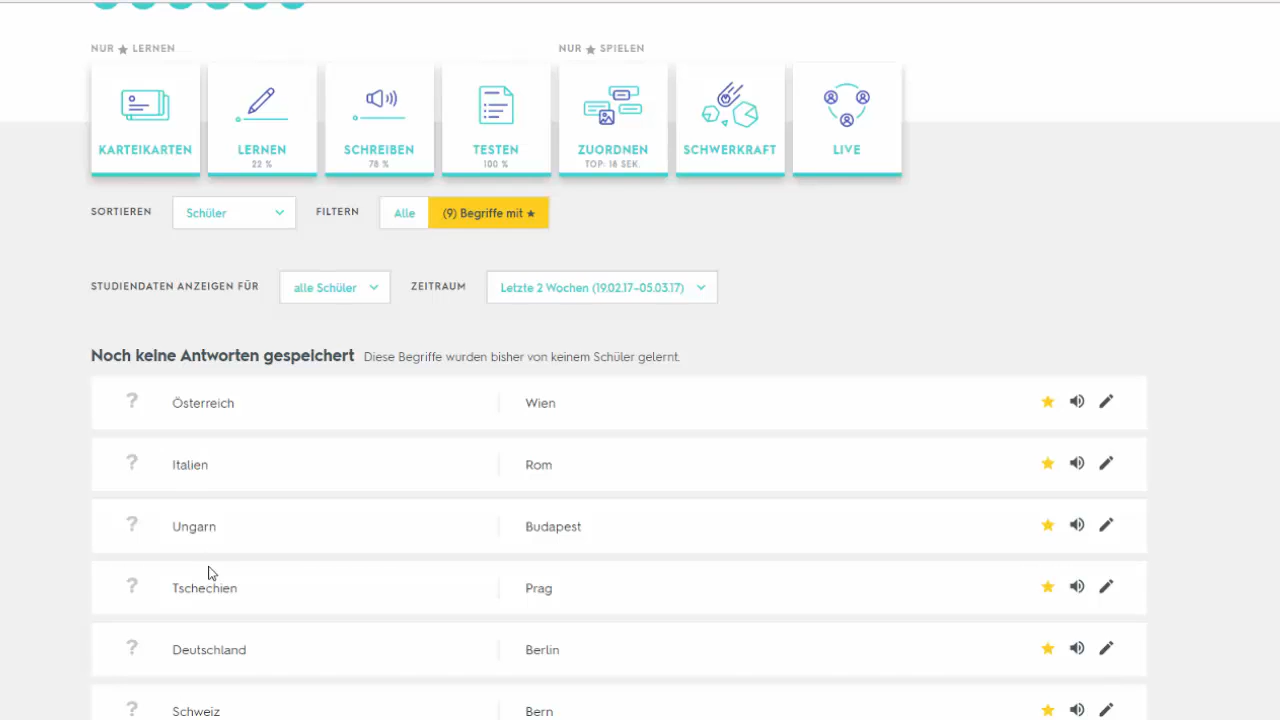 NUR ★ LERNEN
NUR ★ SPIELEN
KARTEIKARTEN
LERNEN
22 %
SCHREIBEN
78 %
TESTEN
100 %
ZUORDNEN
TOP: 16 SEK.
SCHWERKRAFT
LIVE
SORTIEREN
Schüler
FILTERN
Alle
(9) Begriffe mit ★
STUDIENDATEN ANZEIGEN FÜR
alle Schüler
ZEITRAUM
Letzte 2 Wochen (19.02.17–05.03.17)
Noch keine Antworten gespeichert Diese Begriffe wurden bisher von keinem Schüler gelernt.
? Österreich Wien
? Italien Rom
? Ungarn Budapest
? Tschechien Prag
? Deutschland Berlin
? Schweiz Bern